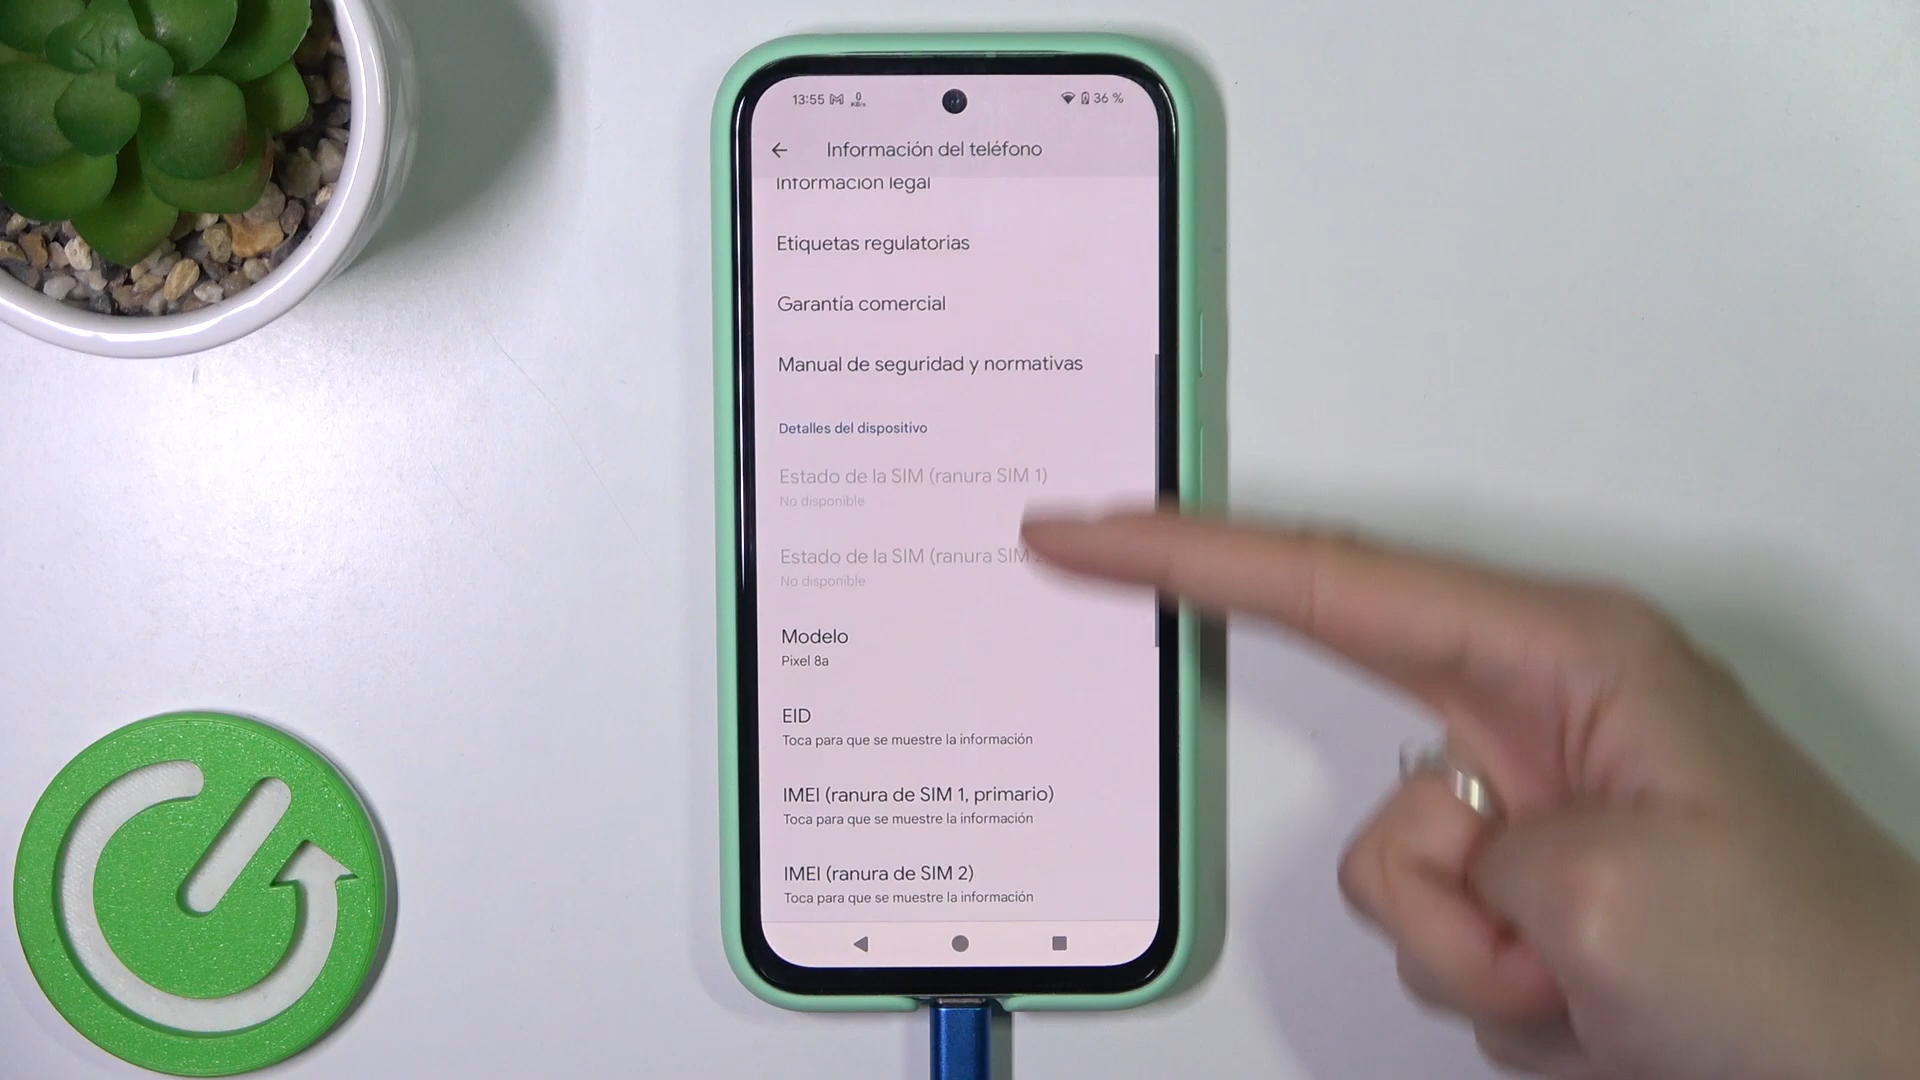 13:55
0
KB/s
36 %
Información del teléfono
Información legal
Etiquetas regulatorias
Garantía comercial
Manual de seguridad y normativas
Detalles del dispositivo
Estado de la SIM (ranura SIM 1)
No disponible
Estado de la SIM (ranura SIM 2
No disponible
Modelo
Pixel 8a
EID
Toca para que se muestre la información
IMEI (ranura de SIM 1, primario)
Toca para que se muestre la información
IMEI (ranura de SIM 2)
Toca para que se muestre la información